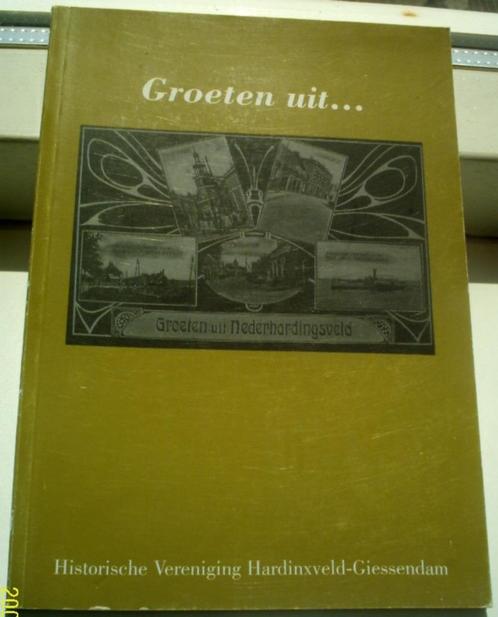 Groeten uit...
Groeten uit Nederhardingsveld
Historische Vereniging Hardinxveld-Giessendam